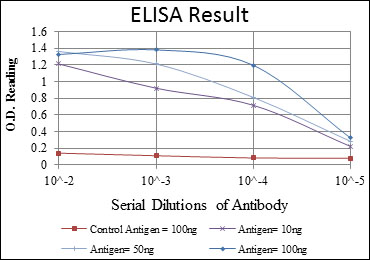 ELISA Result
1.6
1.4
1.2
1
0.8
0.6
0.4
0.2
0
O.D. Reading
10^-2 10^-3 10^-4 10^-5
Serial Dilutions of Antibody
Control Antigen = 100ng Antigen= 10ng
Antigen= 50ng Antigen= 100ng